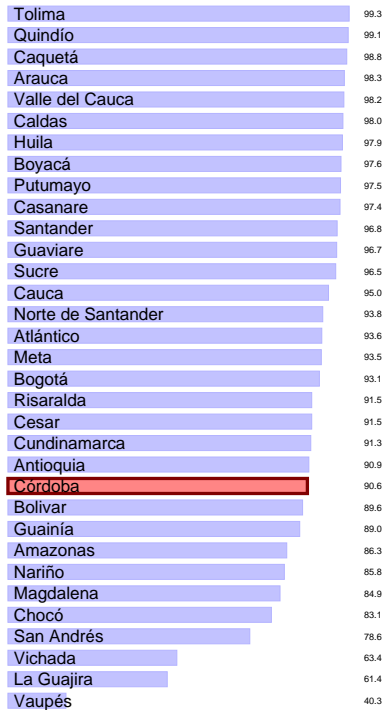 Tolima 99.3
Quindío 99.1
Caquetá 98.8
Arauca 98.3
Valle del Cauca 98.2
Caldas 98.0
Huila 97.9
Boyacá 97.6
Putumayo 97.5
Casanare 97.4
Santander 96.8
Guaviare 96.7
Sucre 96.5
Cauca 95.0
Norte de Santander 93.8
Atlántico 93.6
Meta 93.5
Bogotá 93.1
Risaralda 91.5
Cesar 91.5
Cundinamarca 91.3
Antioquia 90.9
Córdoba 90.6
Bolivar 89.6
Guainía 89.0
Amazonas 86.3
Nariño 85.8
Magdalena 84.9
Chocó 83.1
San Andrés 78.6
Vichada 63.4
La Guajira 61.4
Vaupés 40.3